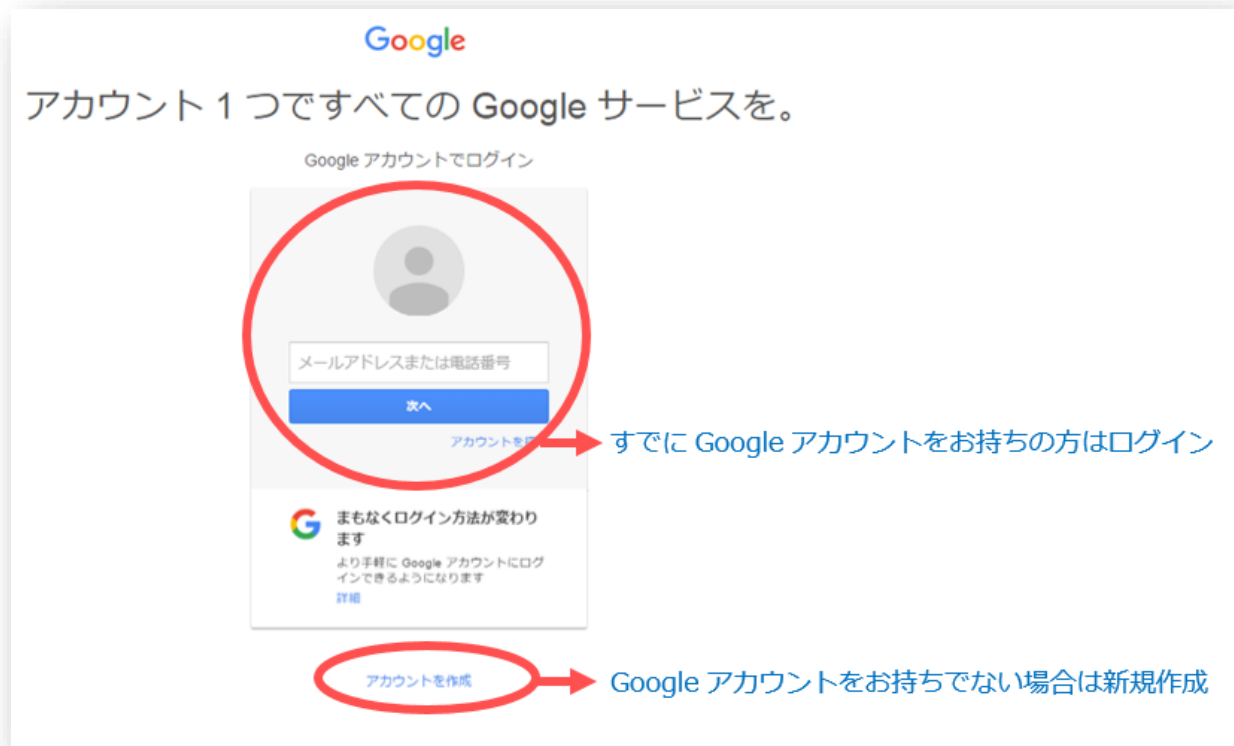 Google
アカウント 1 つですべての Google サービスを。
Google アカウントでログイン
メールアドレスまたは電話番号
次へ
アカウントを
すでに Google アカウントをお持ちの方はログイン
まもなくログイン方法が変わり
ます
より手軽に Google アカウントにログ
インできるようになります
詳細
アカウントを作成
Google アカウントをお持ちでない場合は新規作成